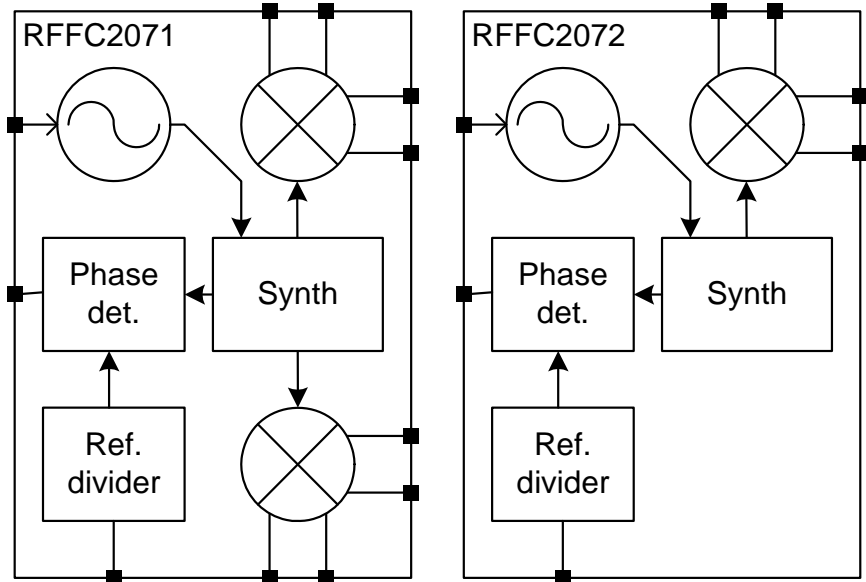 RFFC2071
Phase
det.
Synth
Ref.
divider
RFFC2072
Phase
det.
Synth
Ref.
divider